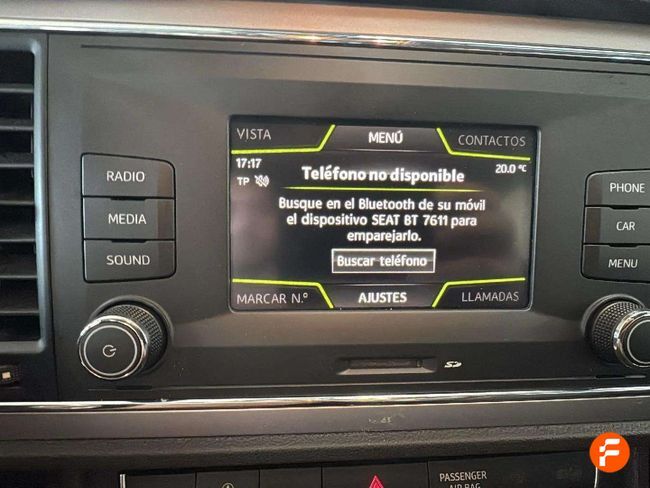 VISTA
MENÚ
CONTACTOS
17:17
TP
Teléfono no disponible
20.0 °C
Busque en el Bluetooth de su móvil
el dispositivo SEAT BT 7611 para
emparejarlo.
Buscar teléfono
MARCAR N.º
AJUSTES
LLAMADAS
RADIO
MEDIA
SOUND
PHONE
CAR
MENU
SD
PASSENGER
AIR BAG